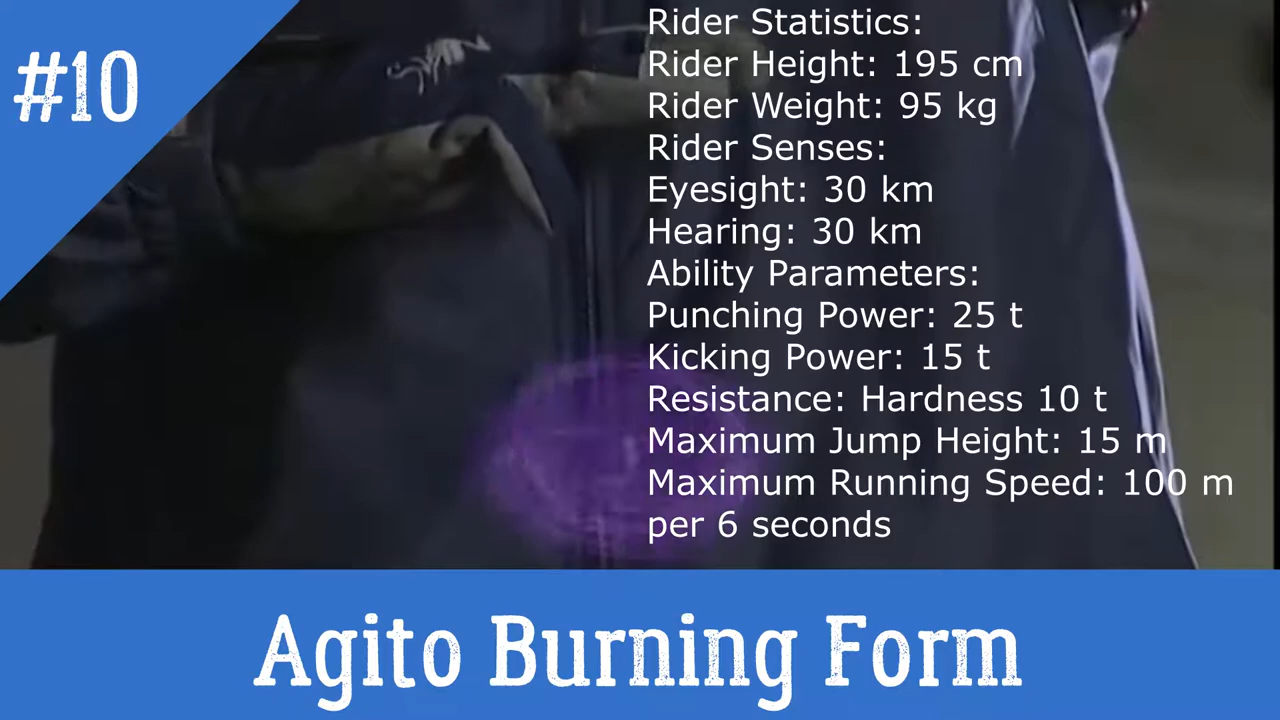 #10
Rider Statistics:
Rider Height: 195 cm
Rider Weight: 95 kg
Rider Senses:
Eyesight: 30 km
Hearing: 30 km
Ability Parameters:
Punching Power: 25 t
Kicking Power: 15 t
Resistance: Hardness 10 t
Maximum Jump Height: 15 m
Maximum Running Speed: 100 m
per 6 seconds
Agito Burning Form